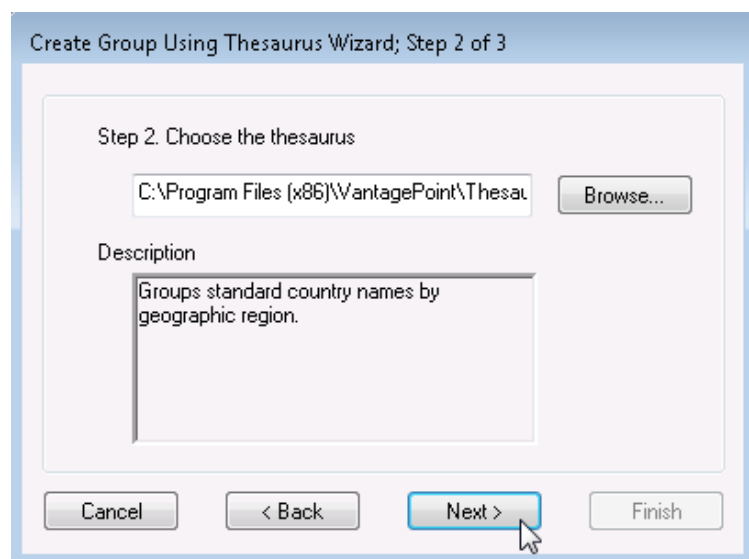 Create Group Using Thesaurus Wizard; Step 2 of 3
Step 2. Choose the thesaurus
C:\Program Files (x86)\VantagePoint\Thesau
Browse...
Description
Groups standard country names by
geographic region.
Cancel
< Back
Next >
Finish